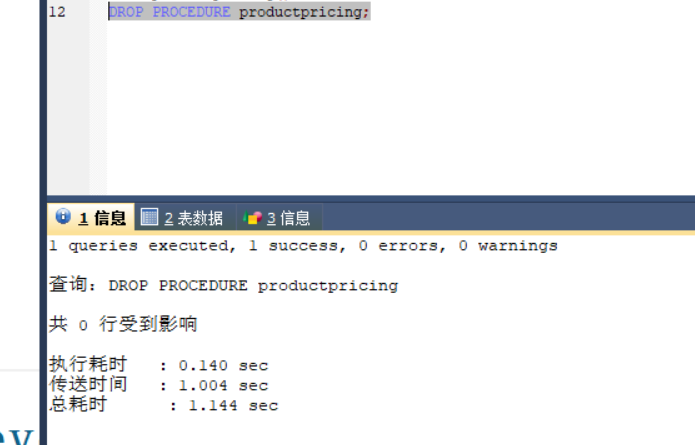 12 DROP PROCEDURE productpricing;
1 信息 2 表数据 3 信息
1 queries executed, 1 success, 0 errors, 0 warnings
查询: DROP PROCEDURE productpricing
共 0 行受到影响
执行耗时 : 0.140 sec
传送时间 : 1.004 sec
总耗时 : 1.144 sec